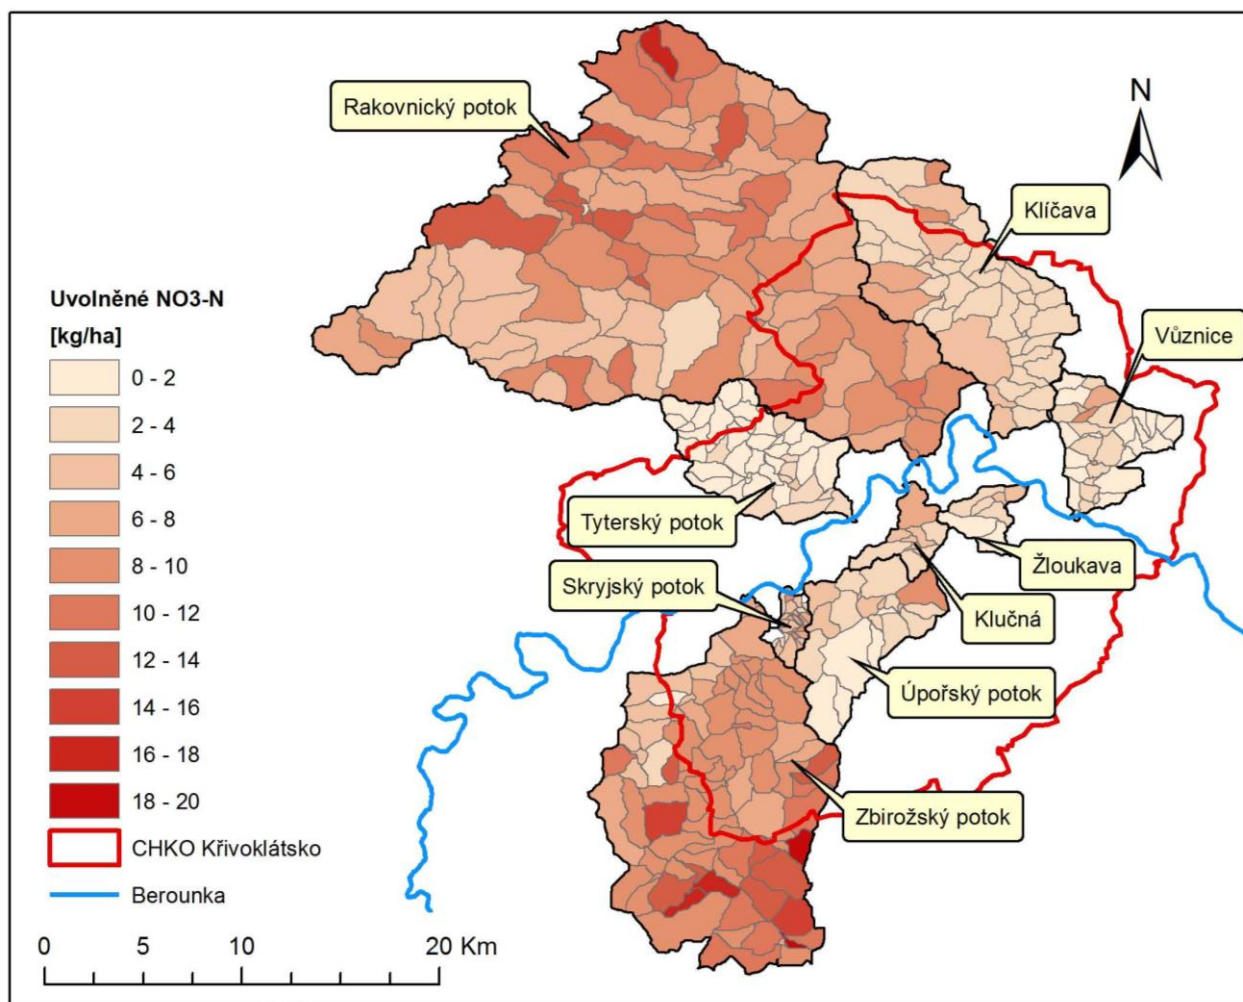 Rakovnický potok
N
Klíčava
Vůznice
Uvolněné NO3-N
[kg/ha]
0 - 2
2 - 4
4 - 6
6 - 8
8 - 10
10 - 12
12 - 14
14 - 16
16 - 18
18 - 20
CHKO Křivoklátsko
Berounka
Tyterský potok
Žloukava
Skryjský potok
Klučná
Úpořský potok
Zbirožský potok
0 5 10 20 Km